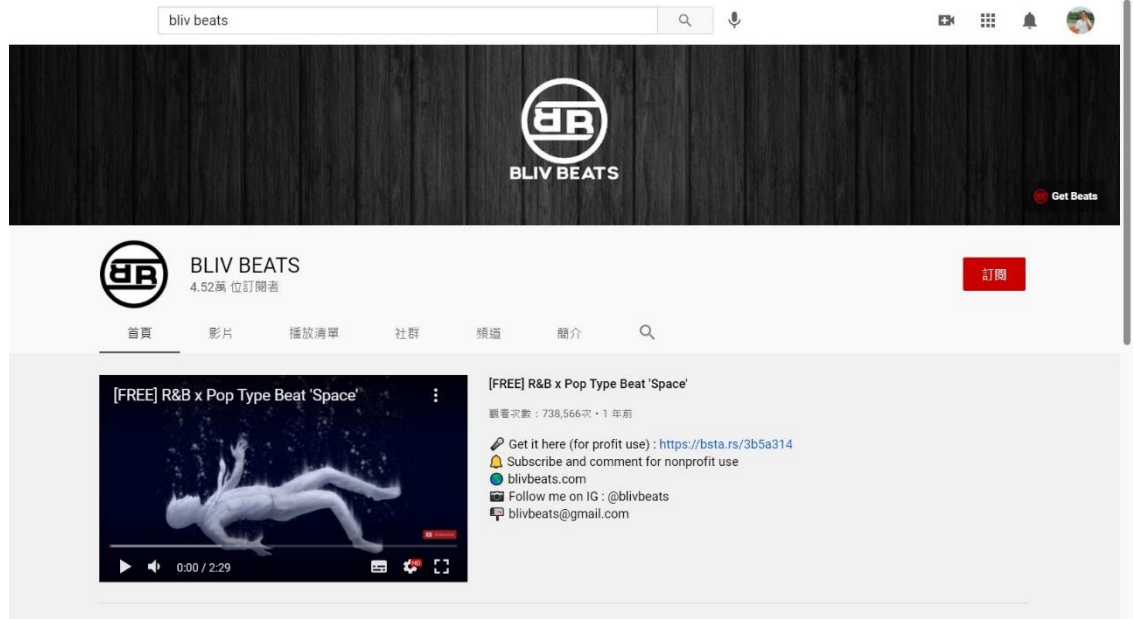 bliv beats
BR
BLIV BEATS
Get Beats
BR
BLIV BEATS
4.52萬 位訂閱者
訂閱
首頁 影片 播放清單 社群 頻道 簡介
[FREE] R&B x Pop Type Beat 'Space'
Subscribe
0:00 / 2:29
HD
[FREE] R&B x Pop Type Beat 'Space'
觀看次數：738,566次・1 年前
Get it here (for profit use) : https://bsta.rs/3b5a314
Subscribe and comment for nonprofit use
blivbeats.com
Follow me on IG : @blivbeats
blivbeats@gmail.com